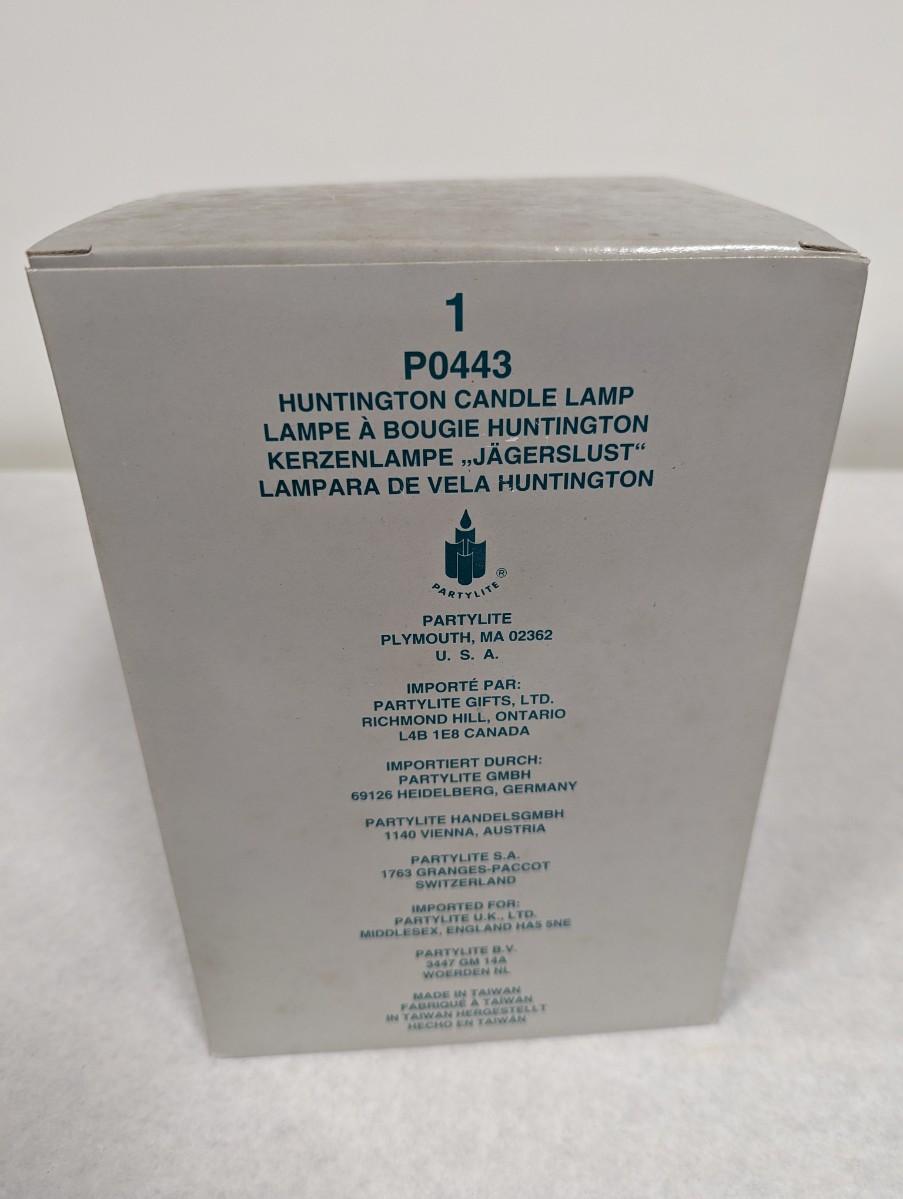 1
P0443
HUNTINGTON CANDLE LAMP
LAMPE À BOUGIE HUNTINGTON
KERZENLAMPE „JÄGERSLUST“
LAMPARA DE VELA HUNTINGTON
PARTYLITE ®
PARTYLITE
PLYMOUTH, MA 02362
U. S. A.
IMPORTÉ PAR:
PARTYLITE GIFTS, LTD.
RICHMOND HILL, ONTARIO
L4B 1E8 CANADA
IMPORTIERT DURCH:
PARTYLITE GMBH
69126 HEIDELBERG, GERMANY
PARTYLITE HANDELSGMBH
1140 VIENNA, AUSTRIA
PARTYLITE S.A.
1763 GRANGES-PACCOT
SWITZERLAND
IMPORTED FOR:
PARTYLITE U.K., LTD.
MIDDLESEX, ENGLAND HA5 5NE
PARTYLITE B.V.
3447 GM 14A
WOERDEN NL
MADE IN TAIWAN
FABRIQUÉ À TAIWAN
IN TAIWAN HERGESTELLT
HECHO EN TAIWÁN